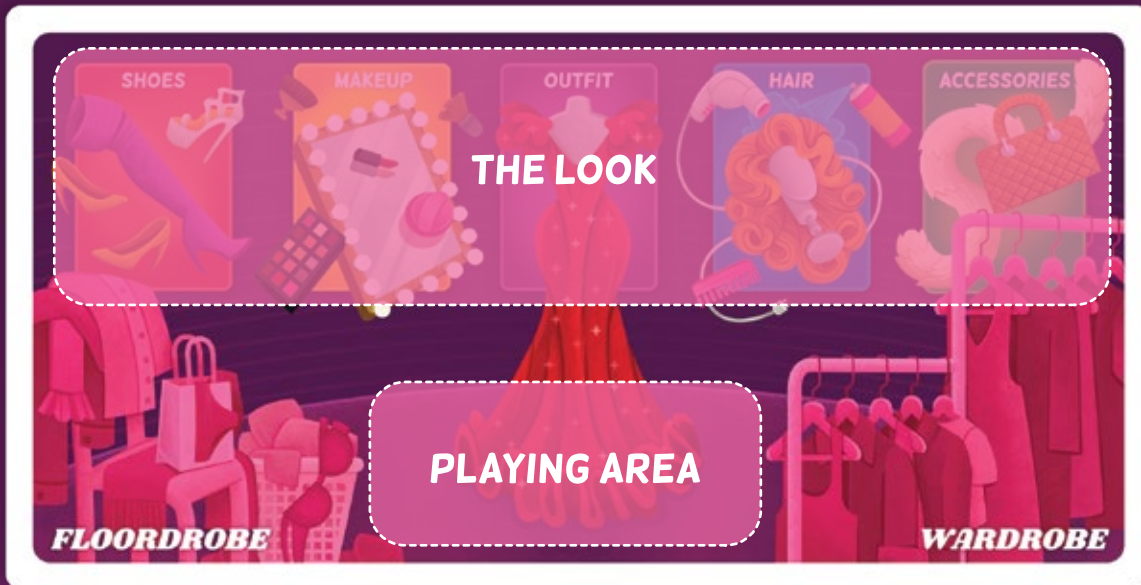 SHOES
MAKEUP
OUTFIT
HAIR
ACCESSORIES
THE LOOK
PLAYING AREA
FLOORDROBE
WARDROBE